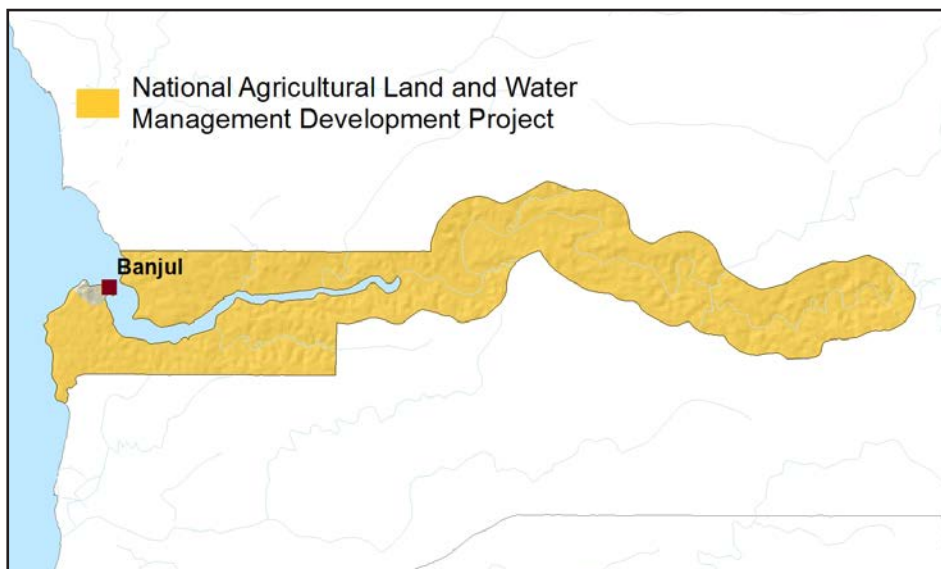 National Agricultural Land and Water
Management Development Project
Banjul